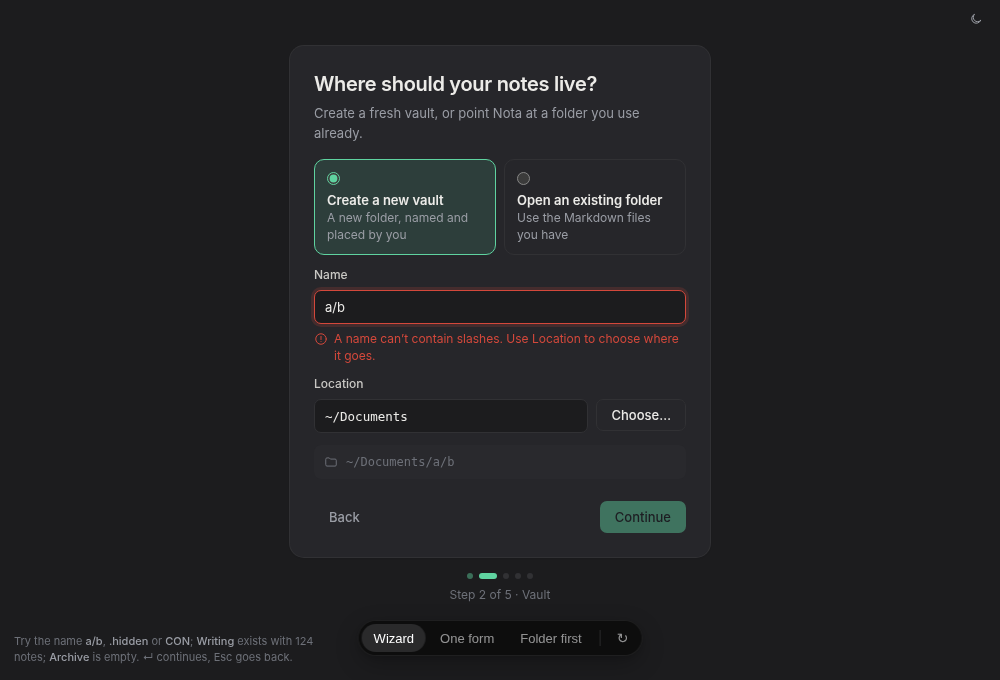 Where should your notes live?
Create a fresh vault, or point Nota at a folder you use
already.
Create a new vault
A new folder, named and
placed by you
Open an existing folder
Use the Markdown files
you have
Name
a/b
A name can't contain slashes. Use Location to choose where
it goes.
Location
~/Documents
Choose...
~/Documents/a/b
Back
Continue
Step 2 of 5 · Vault
Try the name a/b, .hidden or CON; Writing exists with 124
notes; Archive is empty. ↵ continues, Esc goes back.
Wizard
One form
Folder first
↻